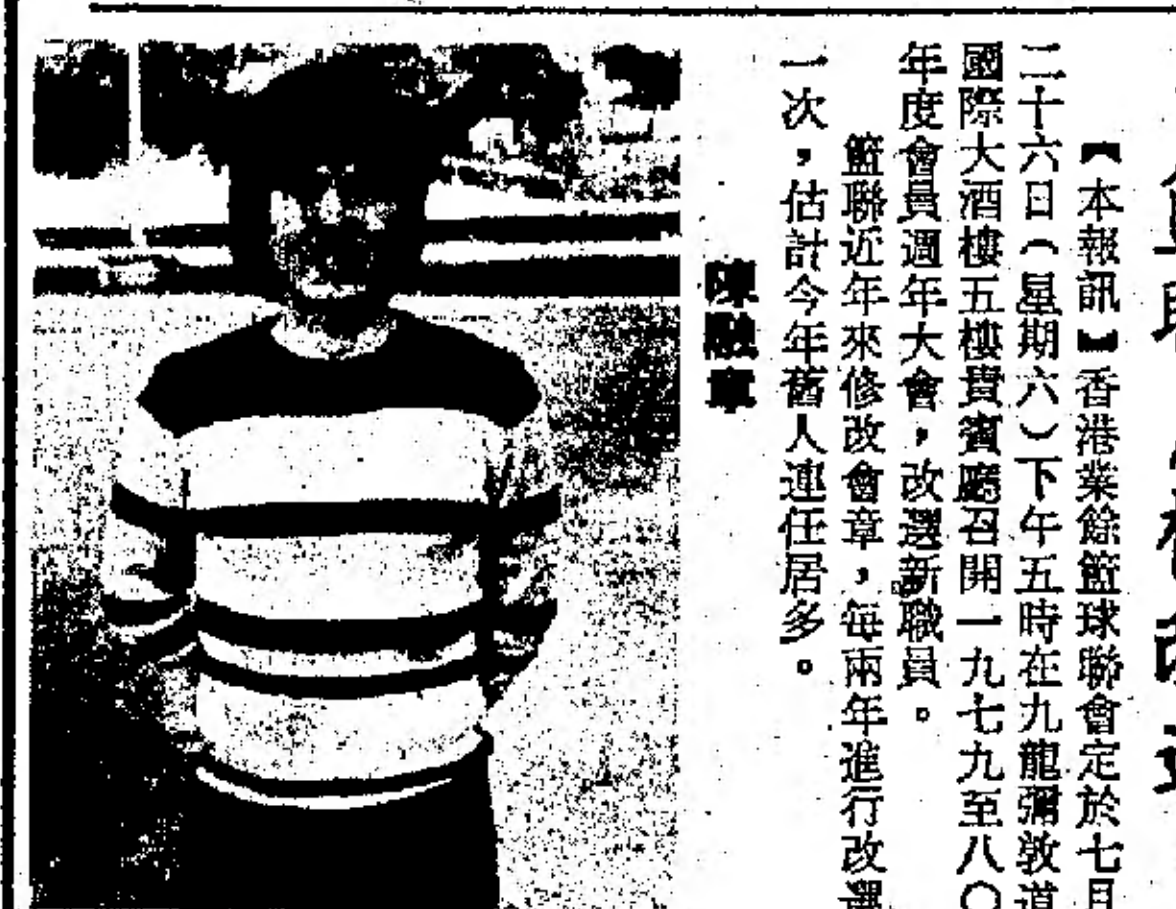 【本報訊】香港業餘籃球聯會定於七月
二十六日（星期六）下午五時在九龍彌敦道
國際大酒樓五樓貴賓廳召開一九七九至八〇
年度會員週年大會，改選新職員。
籃聯近年來修改會章，每兩年進行改選
一次，估計今年舊人連任居多。
陳融章